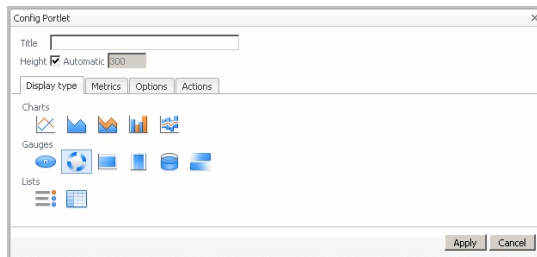 Config Portlet
Title
Height Automatic 300
Display type Metrics Options Actions
Charts
Gauges
Lists
Apply Cancel